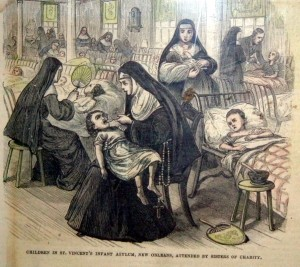 CHILDREN IN ST. VINCENT'S INFANT ASYLUM, NEW ORLEANS, ATTENDED BY SISTERS OF CHARITY.